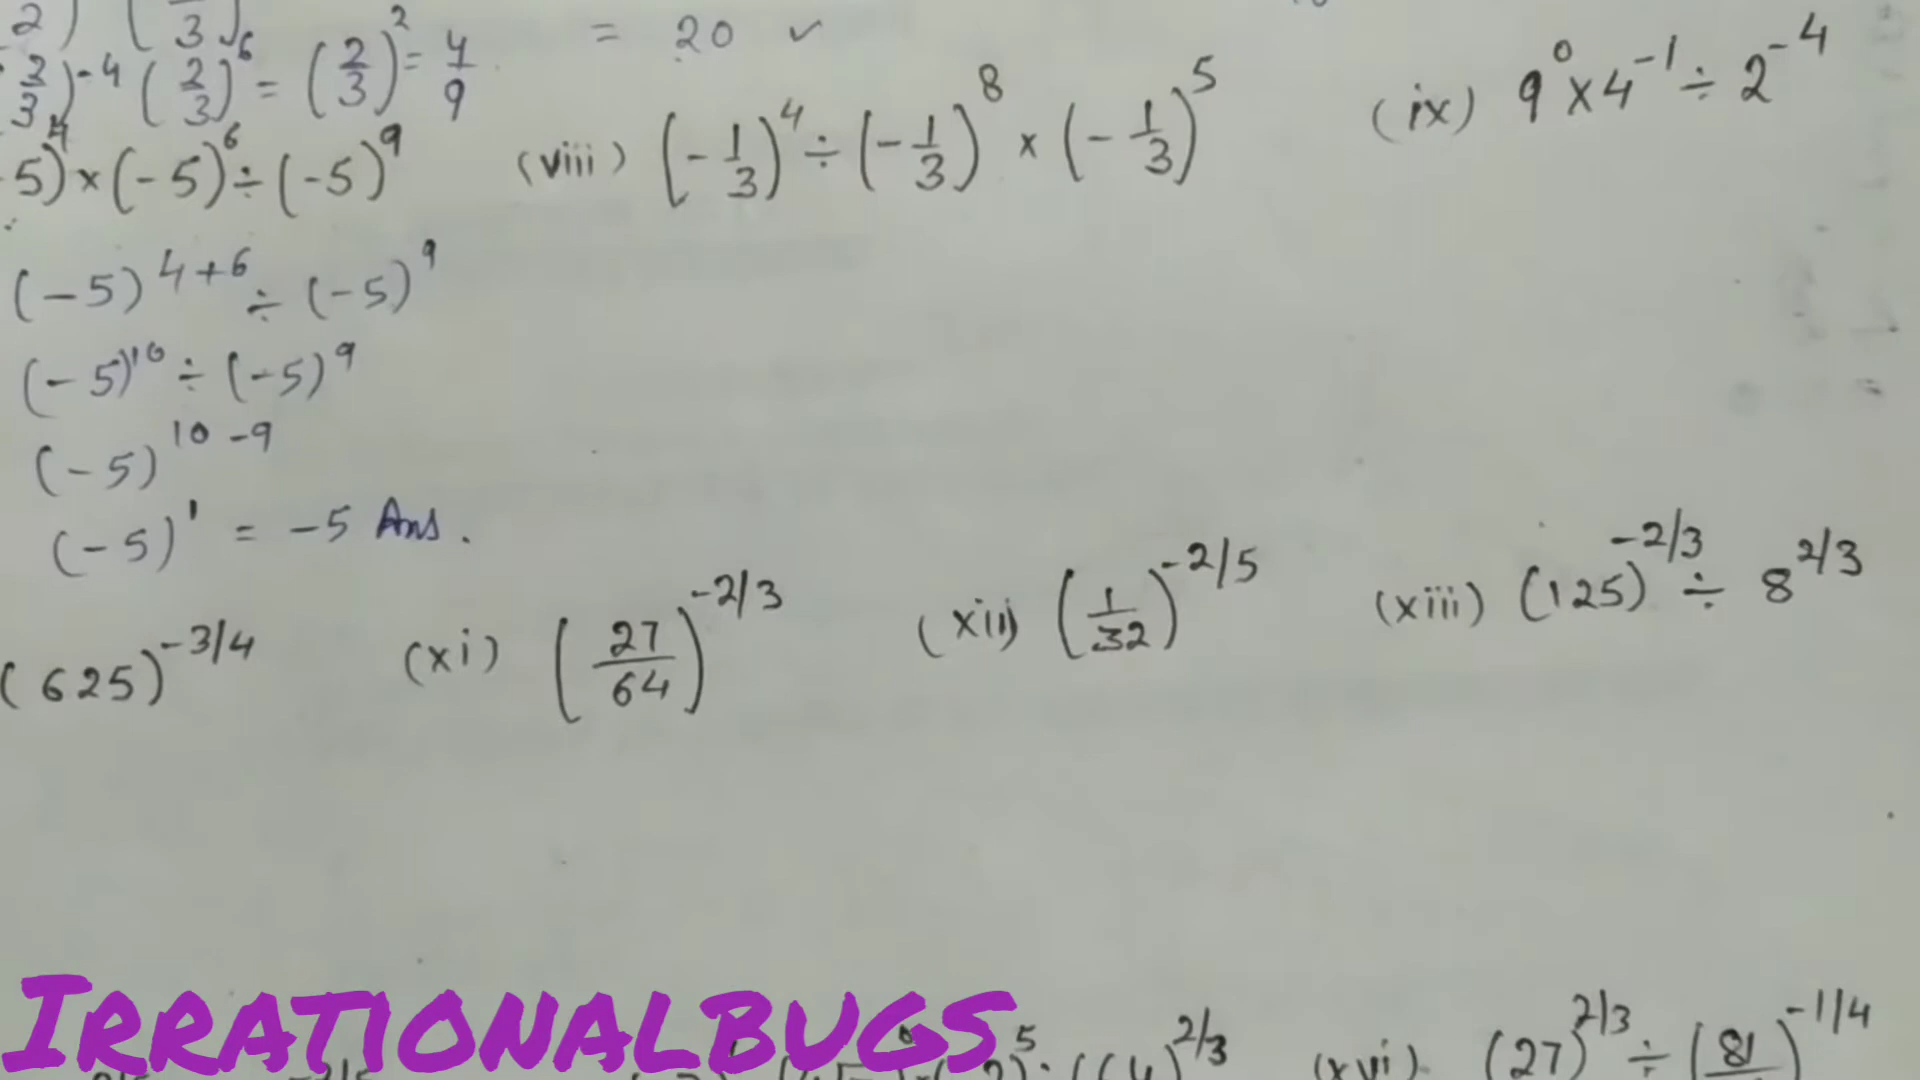 2) (3)
= 20 ✓
3/3)^-4 (2/3)^6 = (2/3)^2 = 4/9
5)^4 × (-5)^6 ÷ (-5)^9
(viii) (-1/3)^4 ÷ (-1/3)^8 × (-1/3)^5
(ix) 9^0 × 4^-1 ÷ 2^-4
(-5)^4+6 ÷ (-5)^9
(-5)^10 ÷ (-5)^9
(-5)^10-9
(-5)^1 = -5 Ans.
(625)^-3/4
(xi) (27/64)^-2/3
(xii) (1/32)^-2/5
(xiii) (125)^-2/3 ÷ 8^2/3
IRRATIONALBUGS
(xvi) (27)^2/3 ÷ (81)^-1/4